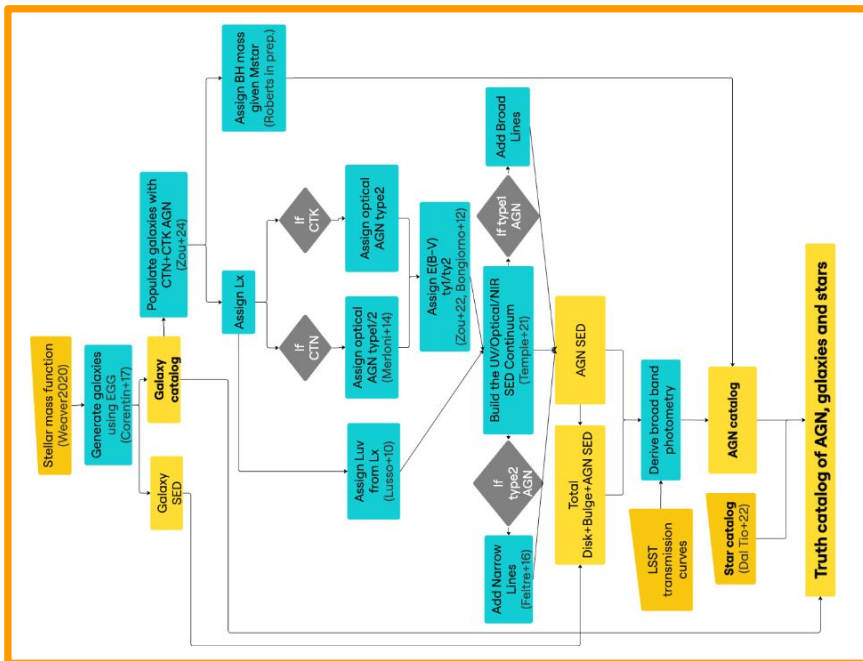 Stellar mass function
(Weaver2020)
Generate galaxies
using EGG
(Corentin+17)
Galaxy
SED
Galaxy
catalog
Populate galaxies with
CTN+CTK AGN
(Zou+24)
Assign BH mass
given Mstar
(Roberts in prep.)
Assign Lx
If
CTN
If
CTK
Assign Luv
from Lx
(Lusso+10)
Assign optical
AGN type1/2
(Merloni+14)
Assign optical
AGN type2
Assign E(B-V)
ty1/ty2
(Zou+22, Bongiorno+12)
If
type2
AGN
Build the UV/Optical/NIR
SED Continuum
(Temple+21)
If type1
AGN
Add Narrow
Lines
(Feltre+16)
Add Broad
Lines
Total
Disk+Bulge+AGN SED
AGN SED
LSST
transmission
curves
Derive broad band
photometry
Star catalog
(Dal Tio+22)
AGN catalog
Truth catalog of AGN, galaxies and stars